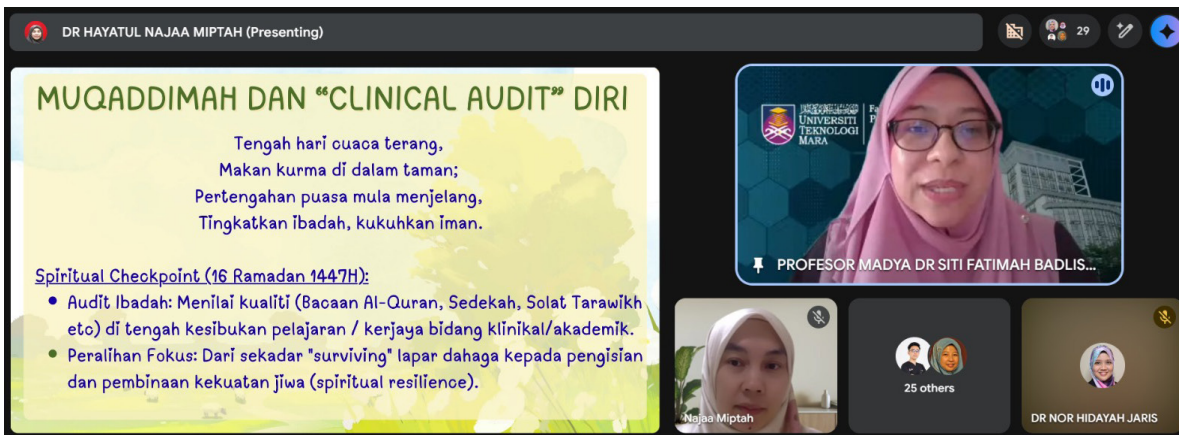 DR HAYATUL NAJAA MIPTAH (Presenting)
29
MUQADDIMAH DAN “CLINICAL AUDIT” DIRI
Tengah hari cuaca terang,
Makan kurma di dalam taman;
Pertengahan puasa mula menjelang,
Tingkatkan ibadah, kukuhkan iman.
Spiritual Checkpoint (16 Ramadan 1447H):
• Audit Ibadah: Menilai kualiti (Bacaan Al-Quran, Sedekah, Solat Tarawikh
etc) di tengah kesibukan pelajaran / kerjaya bidang klinikal/akademik.
• Peralihan Fokus: Dari sekadar "surviving" lapar dahaga kepada pengisian
dan pembinaan kekuatan jiwa (spiritual resilience).
UNIVERSITI
TEKNOLOGI
MARA
PROFESOR MADYA DR SITI FATIMAH BADLIS...
Najaa Miptah
25 others
DR NOR HIDAYAH JARIS